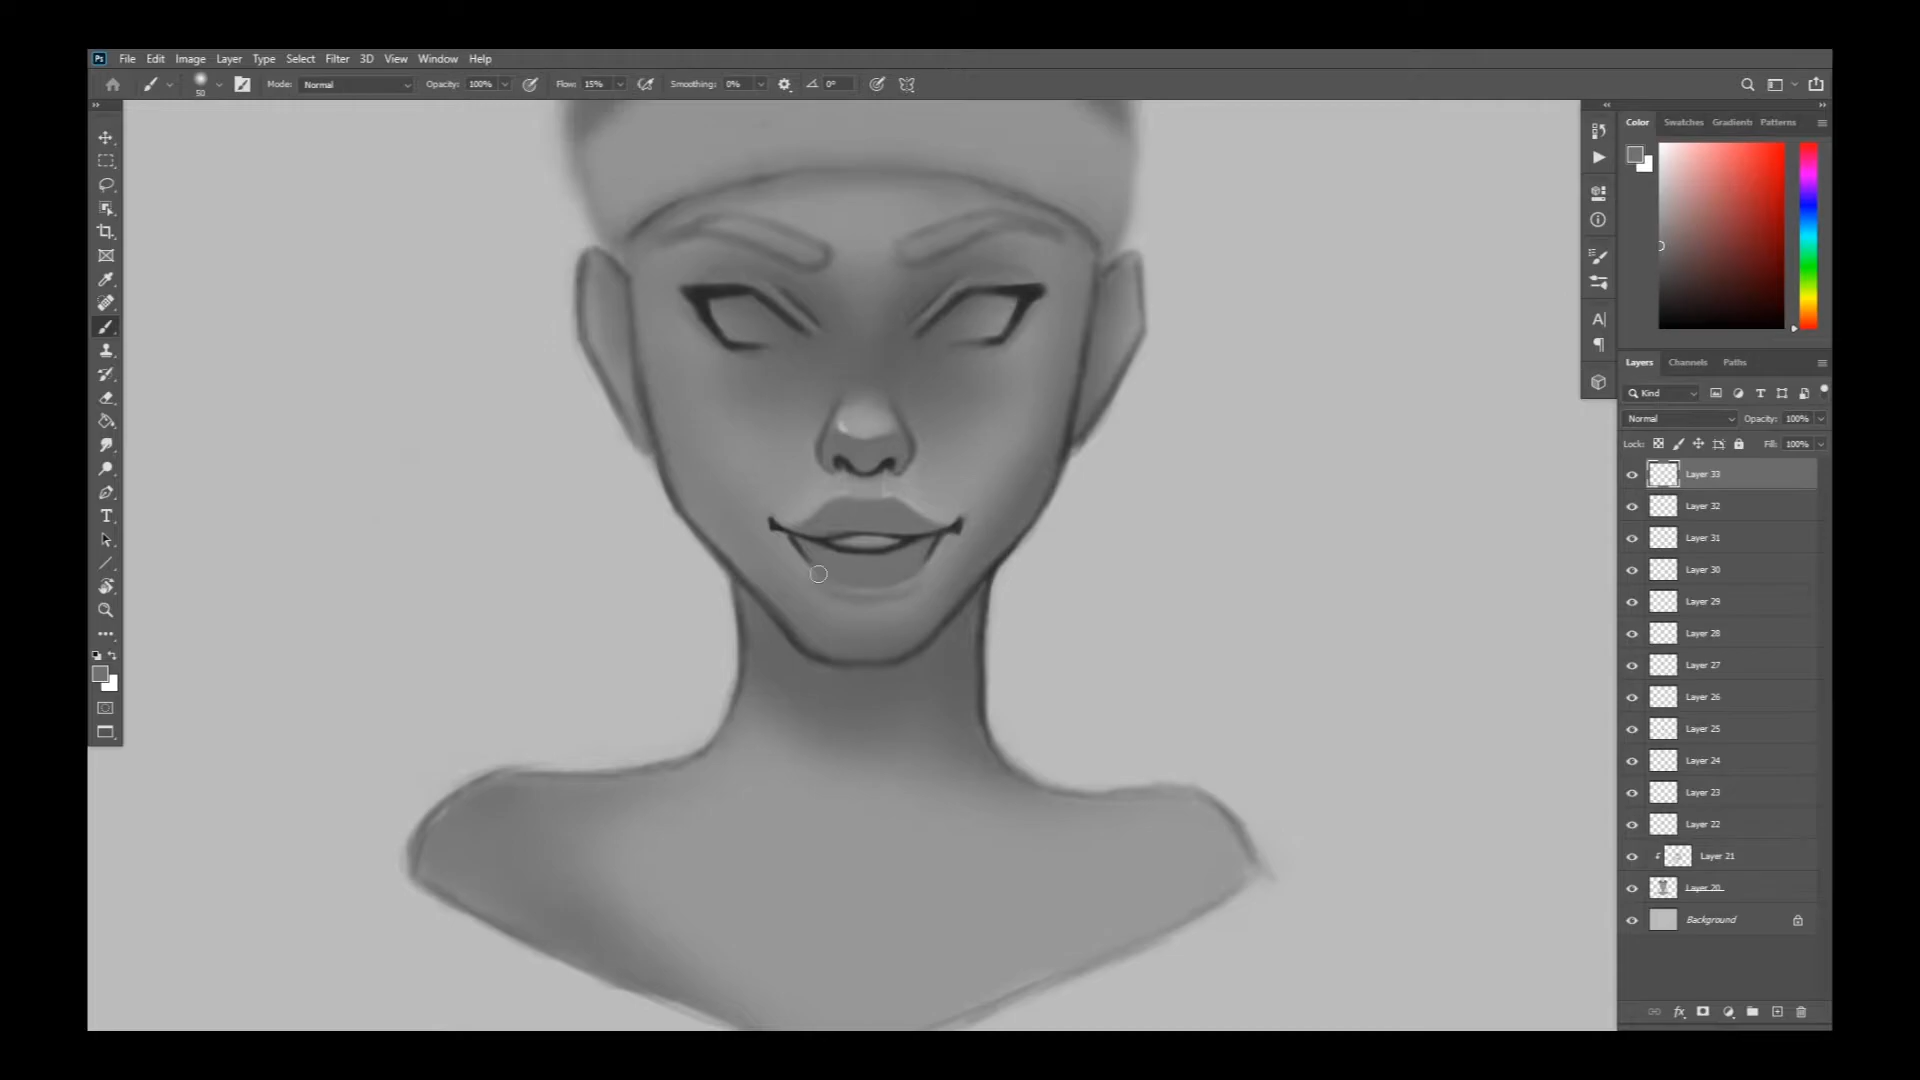 Ps File Edit Image Layer Type Select Filter 3D View Window Help
50 Mode: Normal Opacity: 100% Flow: 15% Smoothing: 0% 0°
Color Swatches Gradients Patterns
Layers Channels Paths
Kind
Normal Opacity: 100%
Lock: Fill: 100%
Layer 33
Layer 32
Layer 31
Layer 30
Layer 29
Layer 28
Layer 27
Layer 26
Layer 25
Layer 24
Layer 23
Layer 22
Layer 21
Layer 20
Background